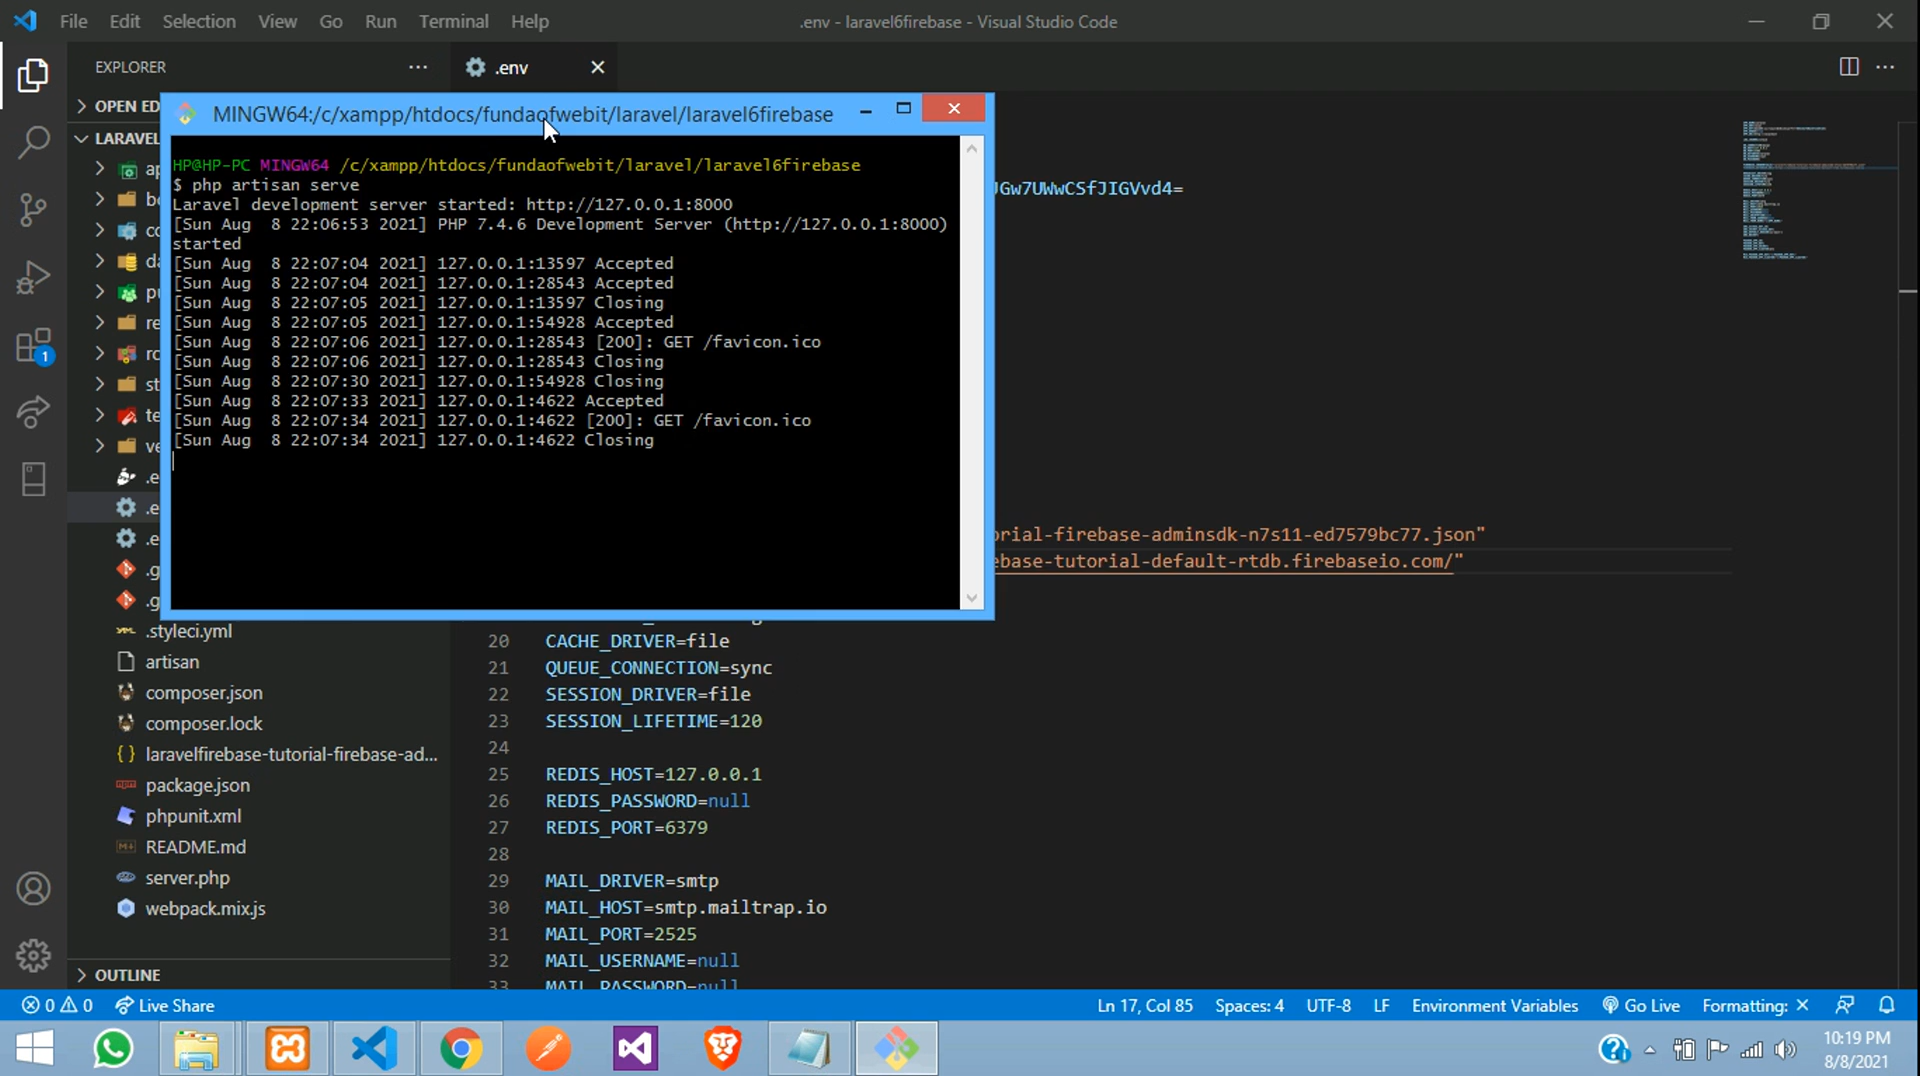 File Edit Selection View Go Run Terminal Help
.env - laravel6firebase - Visual Studio Code
EXPLORER
.env
OPEN ED
LARAVEL
MINGW64:/c/xampp/htdocs/fundaofwebit/laravel/laravel6firebase
HP@HP-PC MINGW64 /c/xampp/htdocs/fundaofwebit/laravel/laravel6firebase
$ php artisan serve
Laravel development server started: http://127.0.0.1:8000
[Sun Aug  8 22:06:53 2021] PHP 7.4.6 Development Server (http://127.0.0.1:8000)
started
[Sun Aug  8 22:07:04 2021] 127.0.0.1:13597 Accepted
[Sun Aug  8 22:07:04 2021] 127.0.0.1:28543 Accepted
[Sun Aug  8 22:07:05 2021] 127.0.0.1:13597 Closing
[Sun Aug  8 22:07:05 2021] 127.0.0.1:54928 Accepted
[Sun Aug  8 22:07:06 2021] 127.0.0.1:28543 [200]: GET /favicon.ico
[Sun Aug  8 22:07:06 2021] 127.0.0.1:28543 Closing
[Sun Aug  8 22:07:30 2021] 127.0.0.1:54928 Closing
[Sun Aug  8 22:07:33 2021] 127.0.0.1:4622 Accepted
[Sun Aug  8 22:07:34 2021] 127.0.0.1:4622 [200]: GET /favicon.ico
[Sun Aug  8 22:07:34 2021] 127.0.0.1:4622 Closing
ap
bo
co
da
pu
re
ro
st
te
ve
.e
.e
.e
.g
.g
.styleci.yml
artisan
composer.json
composer.lock
laravelfirebase-tutorial-firebase-ad...
package.json
phpunit.xml
README.md
server.php
webpack.mix.js
OUTLINE
1
JGw7UWwCSfJIGVvd4=
orial-firebase-adminsdk-n7s11-ed7579bc77.json"
ebase-tutorial-default-rtdb.firebaseio.com/"
20 CACHE_DRIVER=file
21 QUEUE_CONNECTION=sync
22 SESSION_DRIVER=file
23 SESSION_LIFETIME=120
24
25 REDIS_HOST=127.0.0.1
26 REDIS_PASSWORD=null
27 REDIS_PORT=6379
28
29 MAIL_DRIVER=smtp
30 MAIL_HOST=smtp.mailtrap.io
31 MAIL_PORT=2525
32 MAIL_USERNAME=null
33 MAIL_PASSWORD=null
0 0 Live Share
Ln 17, Col 85 Spaces: 4 UTF-8 LF Environment Variables Go Live Formatting: ×
10:19 PM
8/8/2021